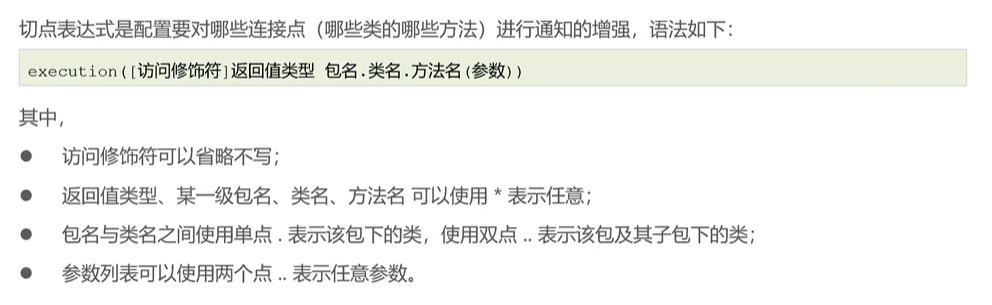 切点表达式是配置要对哪些连接点（哪些类的哪些方法）进行通知的增强，语法如下：
execution([访问修饰符]返回值类型 包名.类名.方法名(参数))
其中，
● 访问修饰符可以省略不写；
● 返回值类型、某一级包名、类名、方法名 可以使用 * 表示任意；
● 包名与类名之间使用单点 . 表示该包下的类，使用双点 .. 表示该包及其子包下的类；
● 参数列表可以使用两个点 .. 表示任意参数。